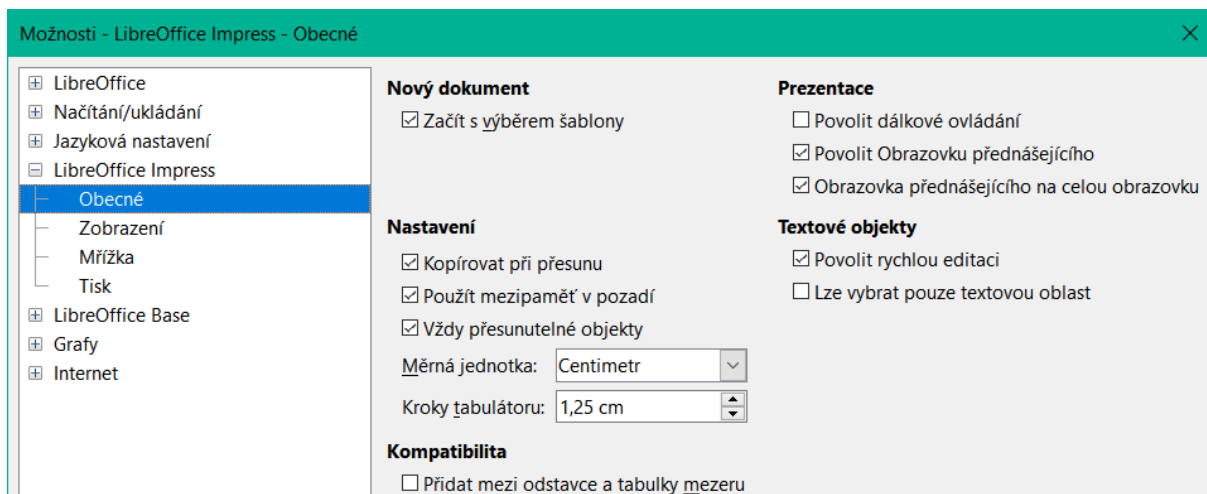 Možnosti - LibreOffice Impress - Obecné
LibreOffice
Načítání/ukládání
Jazyková nastavení
LibreOffice Impress
Obecné
Zobrazení
Mřížka
Tisk
LibreOffice Base
Grafy
Internet
Nový dokument
Začít s výběrem šablony
Nastavení
Kopírovat při přesunu
Použít mezipaměť v pozadí
Vždy přesunutelné objekty
Měrná jednotka: Centimetr
Kroky tabulátoru: 1,25 cm
Kompatibilita
Přidat mezi odstavce a tabulky mezeru
Prezentace
Povolit dálkové ovládání
Povolit Obrazovku přednášejícího
Obrazovka přednášejícího na celou obrazovku
Textové objekty
Povolit rychlou editaci
Lze vybrat pouze textovou oblast